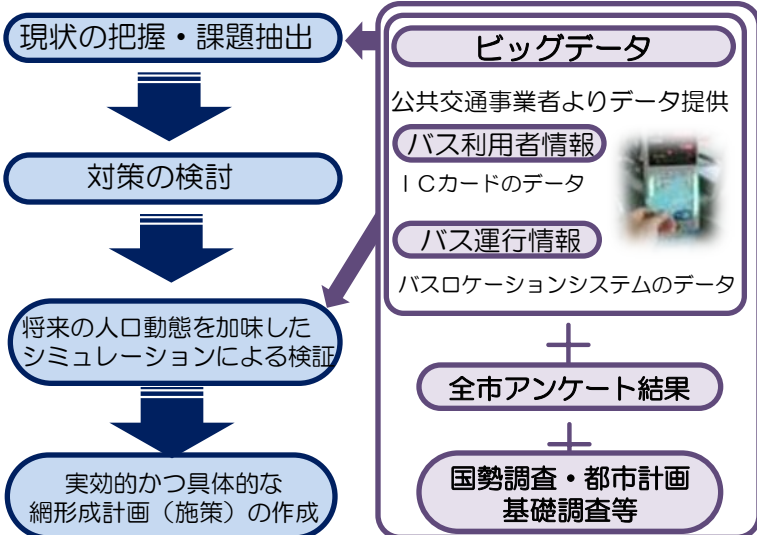 現状の把握・課題抽出
対策の検討
将来の人口動態を加味した
シミュレーションによる検証
実効的かつ具体的な
網形成計画（施策）の作成
ビッグデータ
公共交通事業者よりデータ提供
バス利用者情報
ＩＣカードのデータ
バス運行情報
バスロケーションシステムのデータ
＋
全市アンケート結果
＋
国勢調査・都市計画
基礎調査等